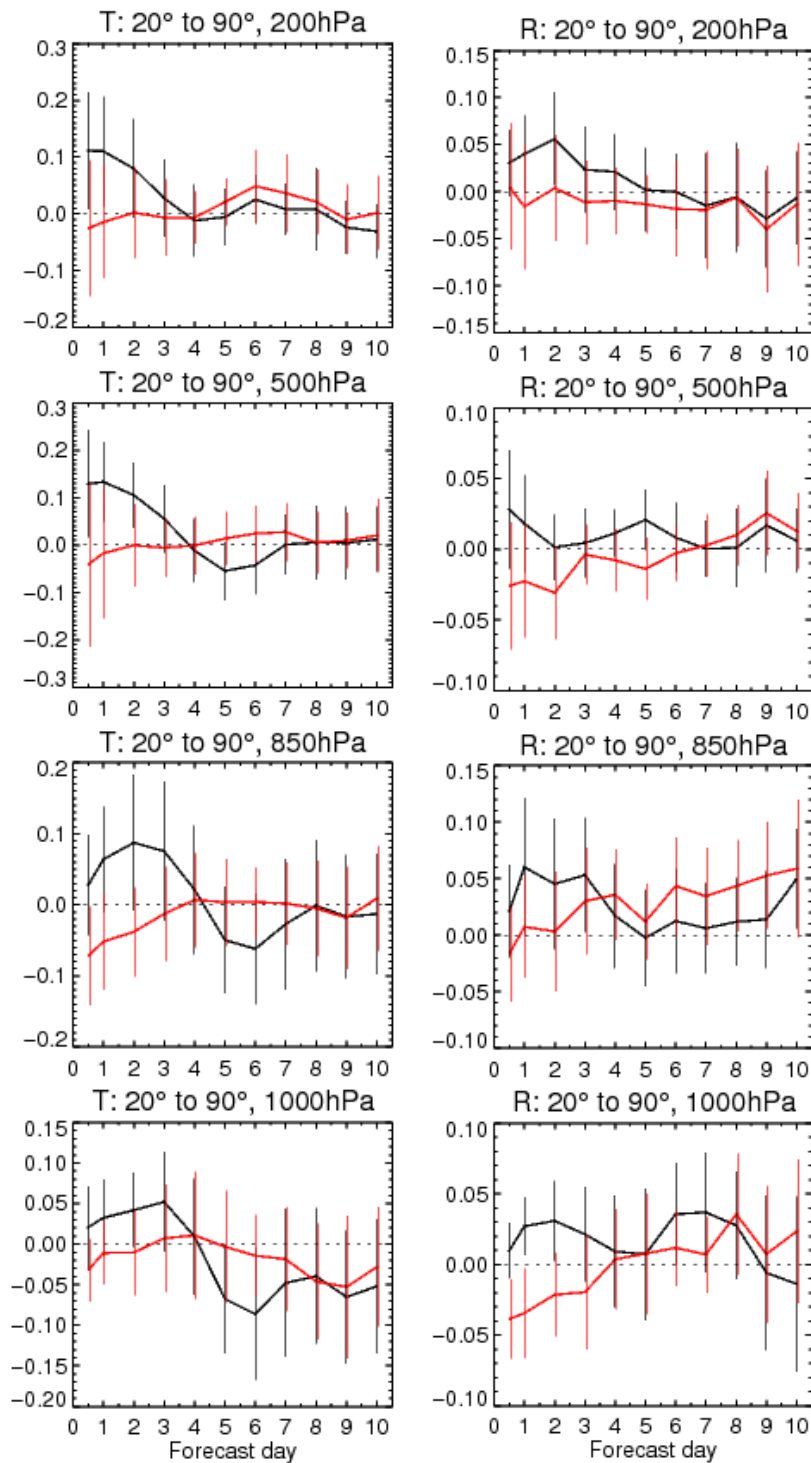 T: 20° to 90°, 200hPa
0.3
0.2
0.1
0.0
−0.1
−0.2
0 1 2 3 4 5 6 7 8 9 10
R: 20° to 90°, 200hPa
0.15
0.10
0.05
0.00
−0.05
−0.10
−0.15
0 1 2 3 4 5 6 7 8 9 10
T: 20° to 90°, 500hPa
0.3
0.2
0.1
0.0
−0.1
−0.2
−0.3
0 1 2 3 4 5 6 7 8 9 10
R: 20° to 90°, 500hPa
0.10
0.05
0.00
−0.05
−0.10
0 1 2 3 4 5 6 7 8 9 10
T: 20° to 90°, 850hPa
0.2
0.1
0.0
−0.1
−0.2
0 1 2 3 4 5 6 7 8 9 10
R: 20° to 90°, 850hPa
0.15
0.10
0.05
0.00
−0.05
−0.10
0 1 2 3 4 5 6 7 8 9 10
T: 20° to 90°, 1000hPa
0.15
0.10
0.05
0.00
−0.05
−0.10
−0.15
−0.20
0 1 2 3 4 5 6 7 8 9 10
Forecast day
R: 20° to 90°, 1000hPa
0.10
0.05
0.00
−0.05
−0.10
0 1 2 3 4 5 6 7 8 9 10
Forecast day